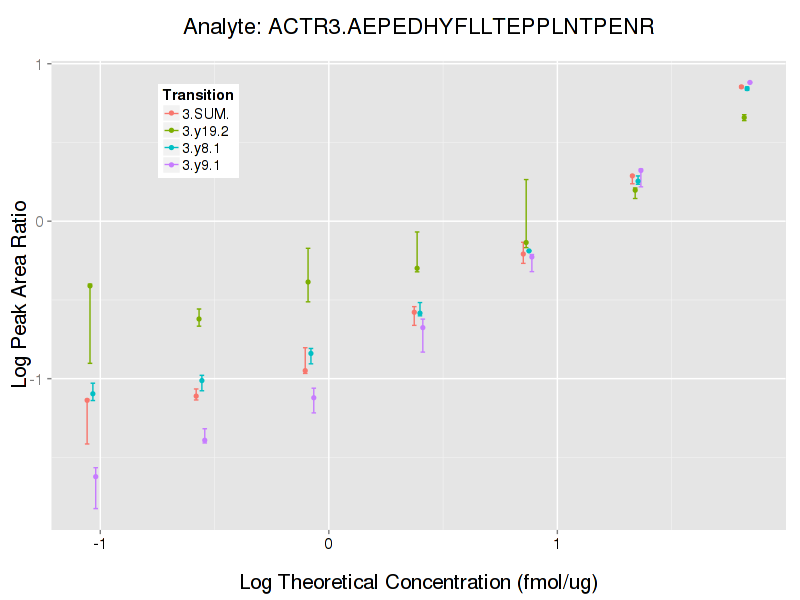 Analyte: ACTR3.AEPEDHYFLLTEPPLNTPENR
Log Peak Area Ratio
1
0
-1
Transition
3.SUM.
3.y19.2
3.y8.1
3.y9.1
-1 0 1
Log Theoretical Concentration (fmol/ug)